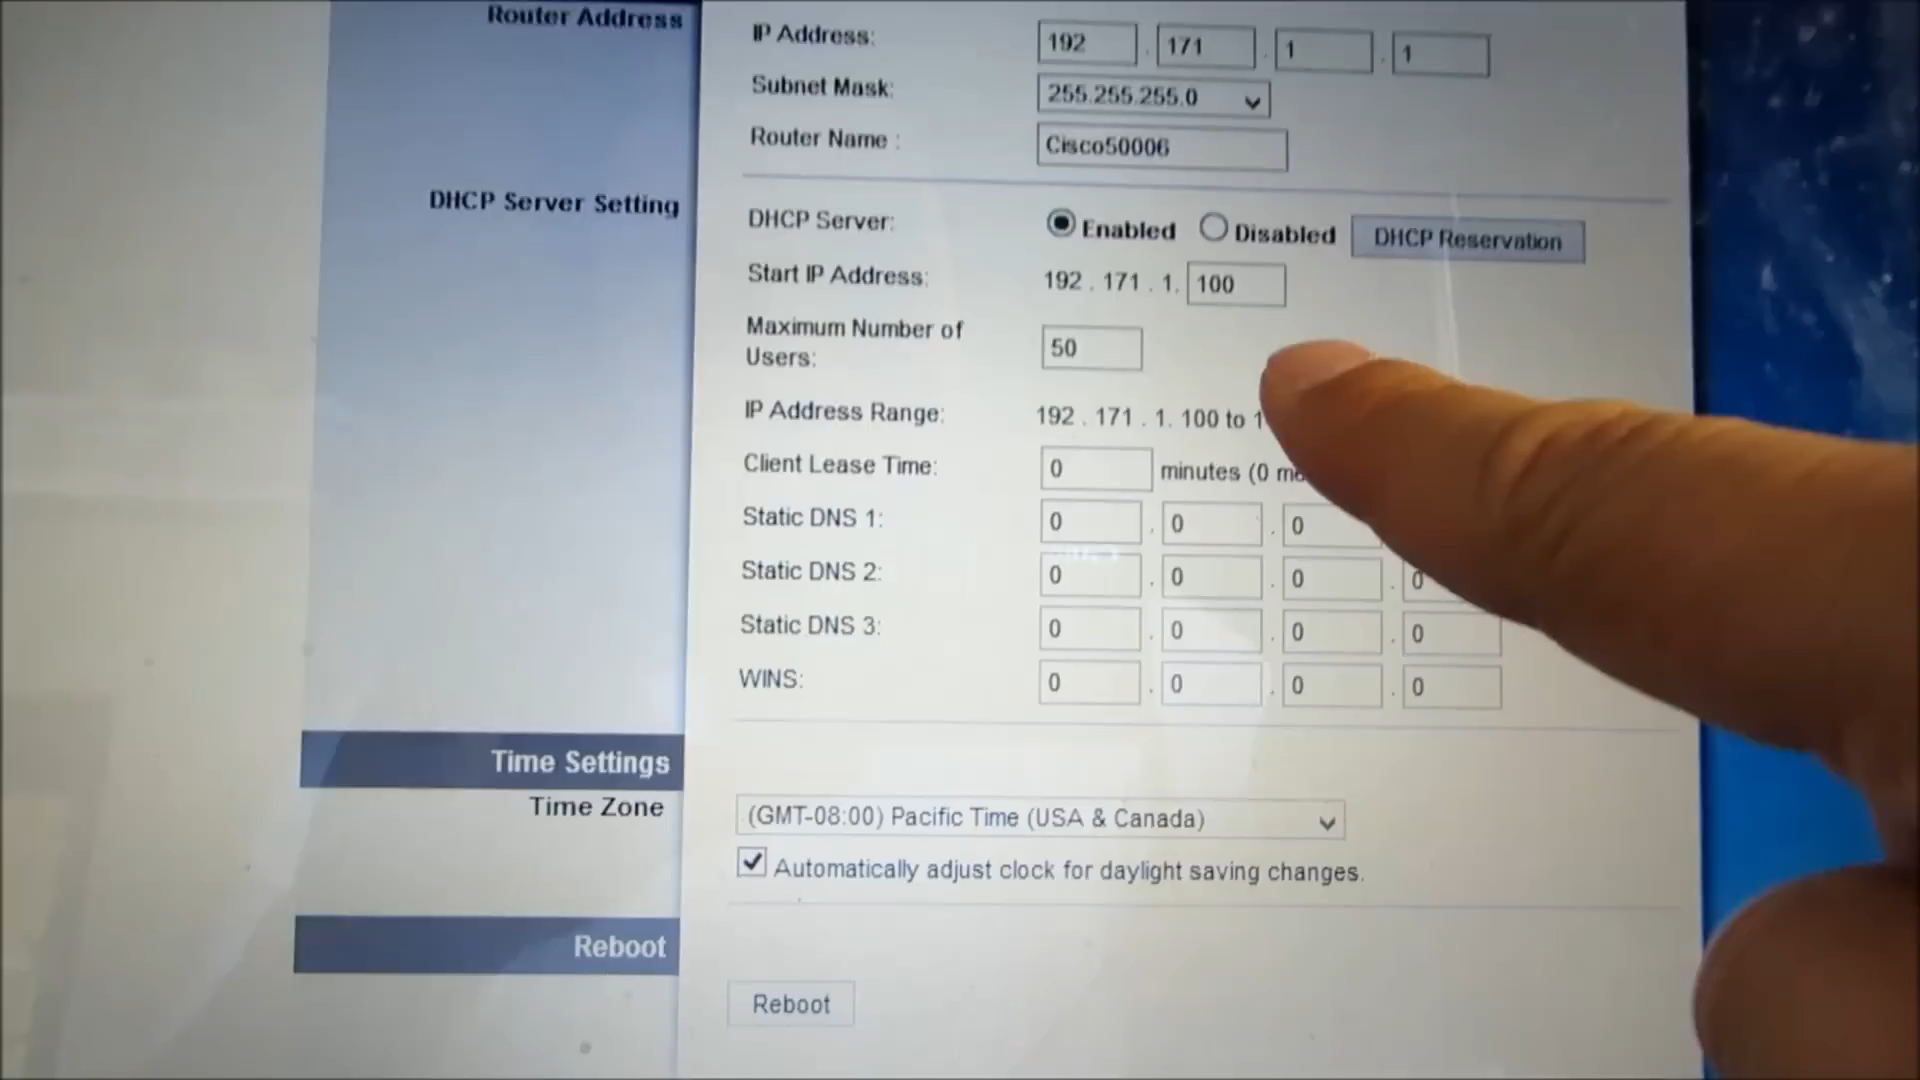 Router Address
IP Address: 192 . 171 . 1 . 1
Subnet Mask: 255.255.255.0
Router Name : Cisco50006
DHCP Server Setting
DHCP Server: Enabled Disabled DHCP Reservation
Start IP Address: 192 . 171 . 1. 100
Maximum Number of
Users: 50
IP Address Range: 192 . 171 . 1. 100 to 1
Client Lease Time: 0 minutes (0
Static DNS 1: 0 . 0 . 0
Static DNS 2: 0 . 0 . 0 . 0
Static DNS 3: 0 . 0 . 0 . 0
WINS: 0 . 0 . 0 . 0
Time Settings
Time Zone
(GMT-08:00) Pacific Time (USA & Canada)
Automatically adjust clock for daylight saving changes.
Reboot
Reboot